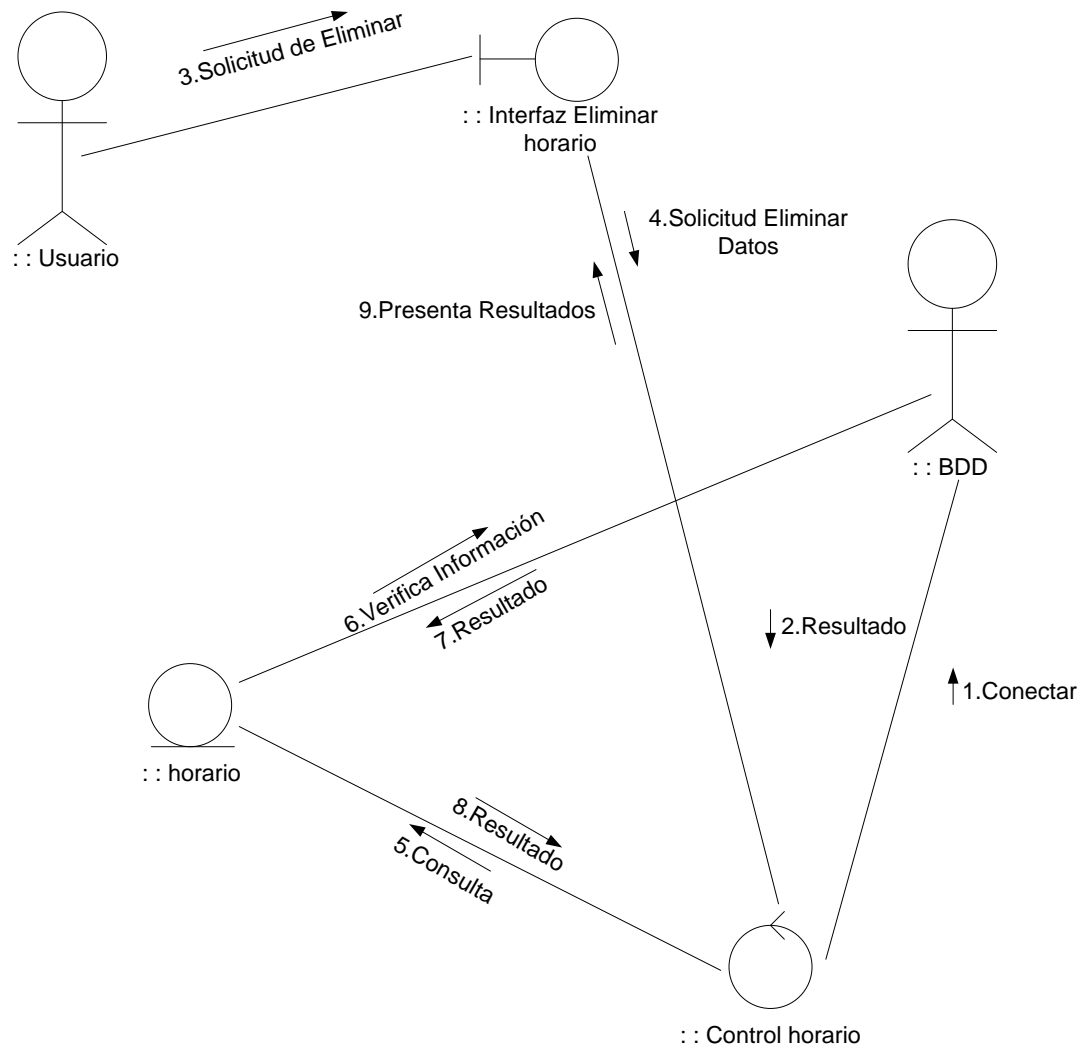 3.Solicitud de Eliminar
: : Interfaz Eliminar
horario
: : Usuario
4.Solicitud Eliminar
Datos
9.Presenta Resultados
: : BDD
6.Verifica Información
7.Resultado
2.Resultado
1.Conectar
: : horario
8.Resultado
5.Consulta
: : Control horario